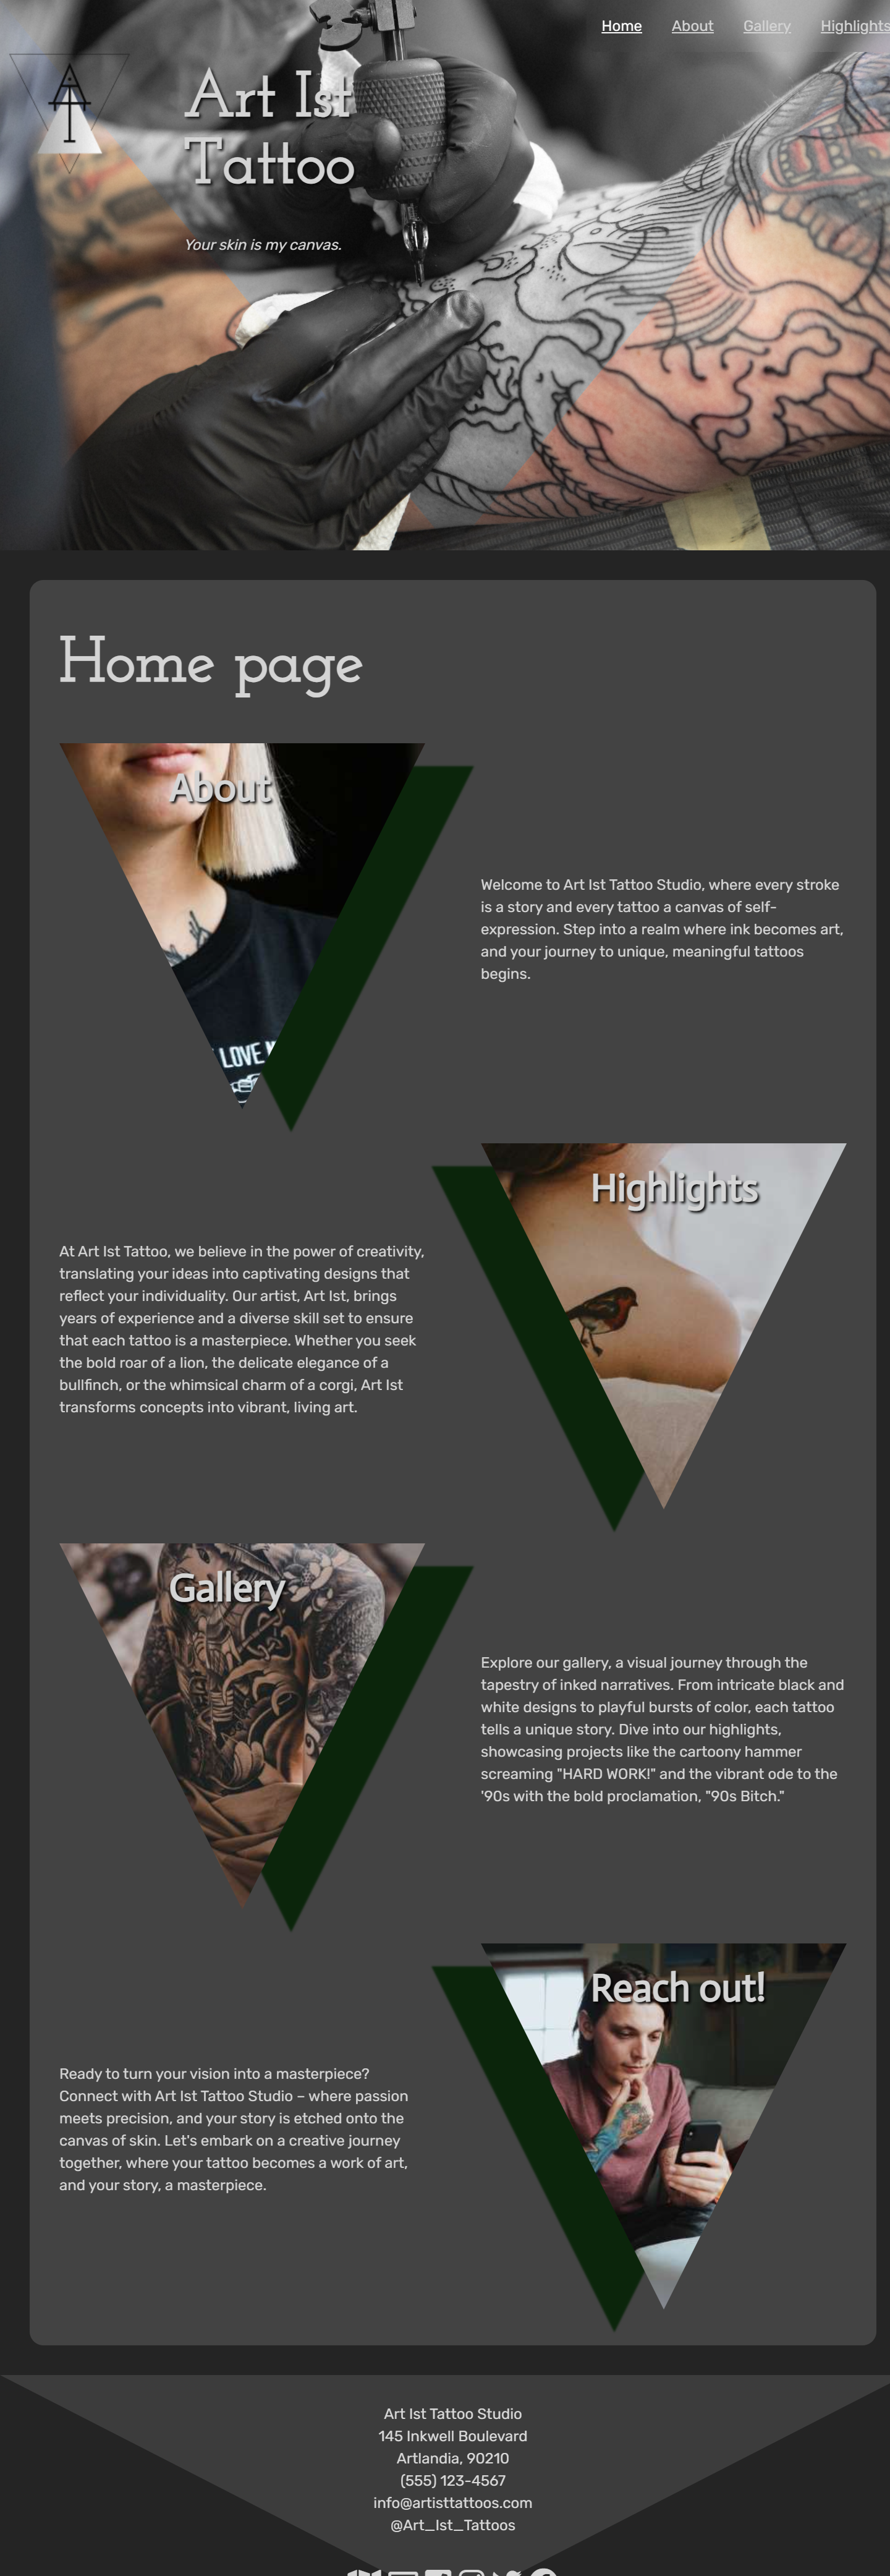 Home About Gallery Highlights
Art Ist
Tattoo
Your skin is my canvas.
Home page
About
LOVE
Welcome to Art Ist Tattoo Studio, where every stroke
is a story and every tattoo a canvas of self-
expression. Step into a realm where ink becomes art,
and your journey to unique, meaningful tattoos
begins.
Highlights
At Art Ist Tattoo, we believe in the power of creativity,
translating your ideas into captivating designs that
reflect your individuality. Our artist, Art Ist, brings
years of experience and a diverse skill set to ensure
that each tattoo is a masterpiece. Whether you seek
the bold roar of a lion, the delicate elegance of a
bullfinch, or the whimsical charm of a corgi, Art Ist
transforms concepts into vibrant, living art.
Gallery
Explore our gallery, a visual journey through the
tapestry of inked narratives. From intricate black and
white designs to playful bursts of color, each tattoo
tells a unique story. Dive into our highlights,
showcasing projects like the cartoony hammer
screaming "HARD WORK!" and the vibrant ode to the
'90s with the bold proclamation, "90s Bitch."
Reach out!
Ready to turn your vision into a masterpiece?
Connect with Art Ist Tattoo Studio – where passion
meets precision, and your story is etched onto the
canvas of skin. Let's embark on a creative journey
together, where your tattoo becomes a work of art,
and your story, a masterpiece.
Art Ist Tattoo Studio
145 Inkwell Boulevard
Artlandia, 90210
(555) 123-4567
info@artisttattoos.com
@Art_Ist_Tattoos